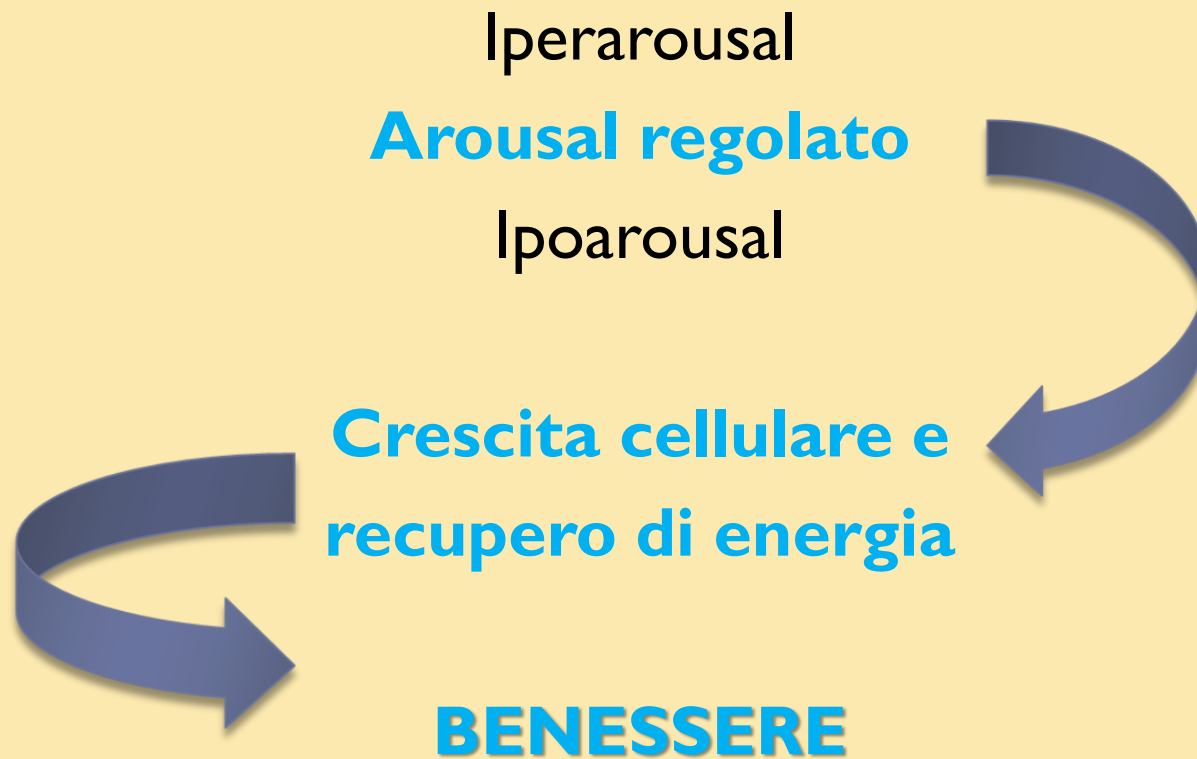 Iperarousal
Arousal regolato
Ipoarousal
Crescita cellulare e
recupero di energia
BENESSERE